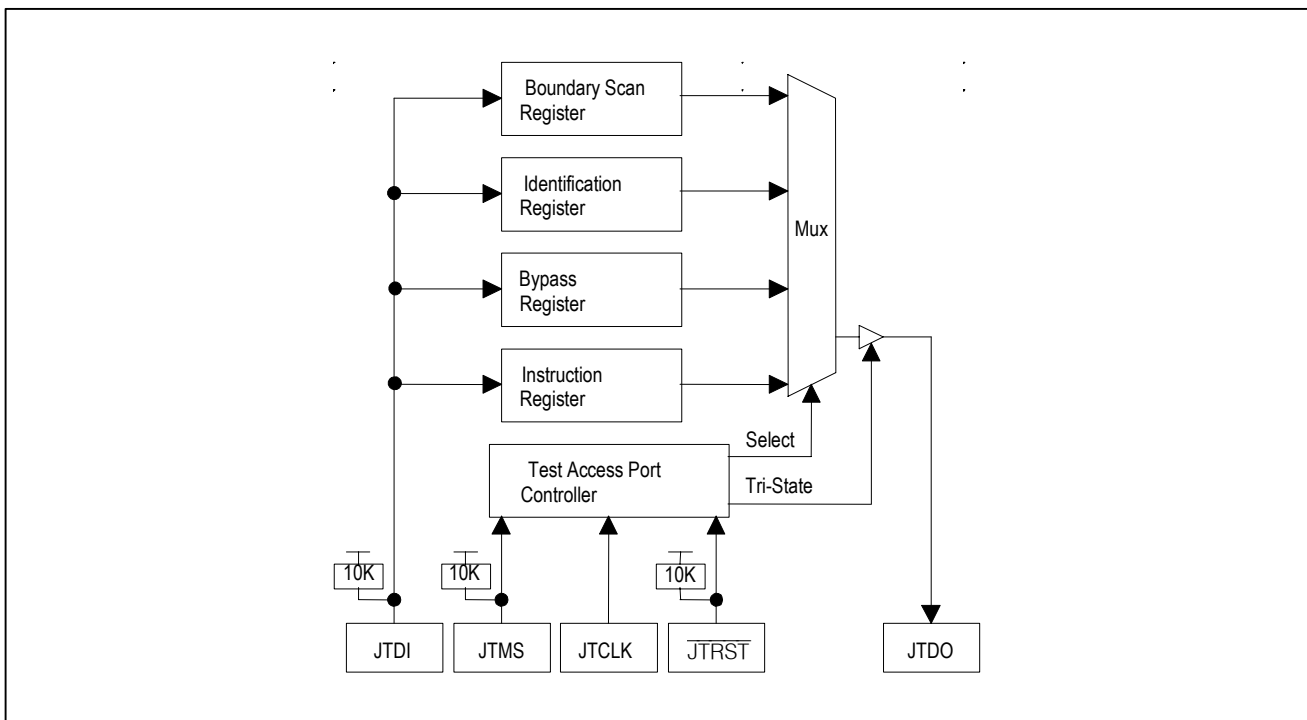 Boundary Scan
Register
Identification
Register
Mux
Bypass
Register
Instruction
Register
Select
Test Access Port
Controller
Tri-State
10K
10K
10K
JTDI
JTMS
JTCLK
JTRST
JTDO